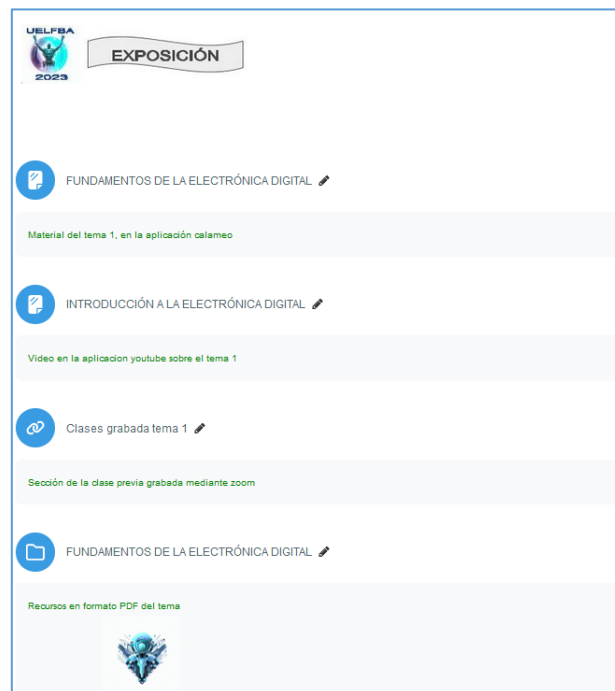 UELFBA
2023
EXPOSICIÓN
FUNDAMENTOS DE LA ELECTRÓNICA DIGITAL
Material del tema 1, en la aplicación calameo
INTRODUCCIÓN A LA ELECTRÓNICA DIGITAL
Video en la aplicacion youtube sobre el tema 1
Clases grabada tema 1
Sección de la clase previa grabada mediante zoom
FUNDAMENTOS DE LA ELECTRÓNICA DIGITAL
Recursos en formato PDF del tema